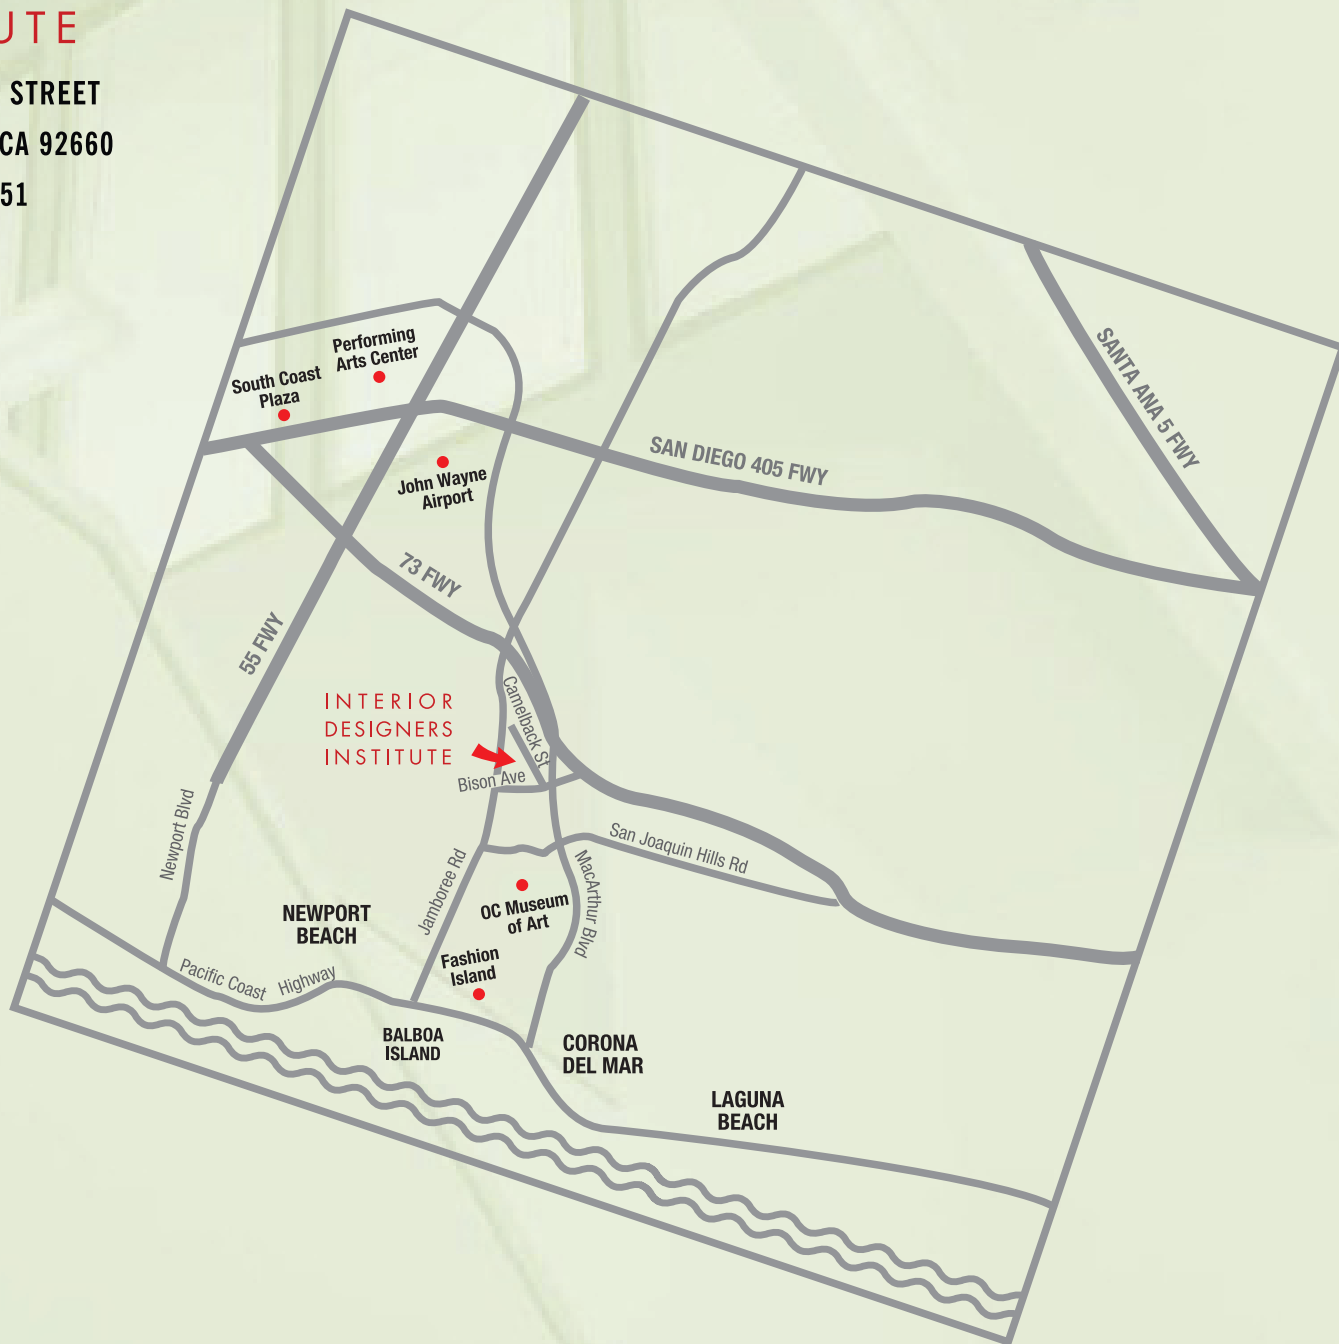 UTE
STREET
CA 92660
51
Performing
Arts Center
South Coast
Plaza
SANTA ANA 5 FWY
SAN DIEGO 405 FWY
John Wayne
Airport
73 FWY
55 FWY
INTERIOR
DESIGNERS
INSTITUTE
Camelback St
Bison Ave
Newport Blvd
San Joaquin Hills Rd
Jamboree Rd
MacArthur Blvd
OC Museum
of Art
NEWPORT
BEACH
Fashion
Island
Pacific Coast Highway
BALBOA
ISLAND
CORONA
DEL MAR
LAGUNA
BEACH